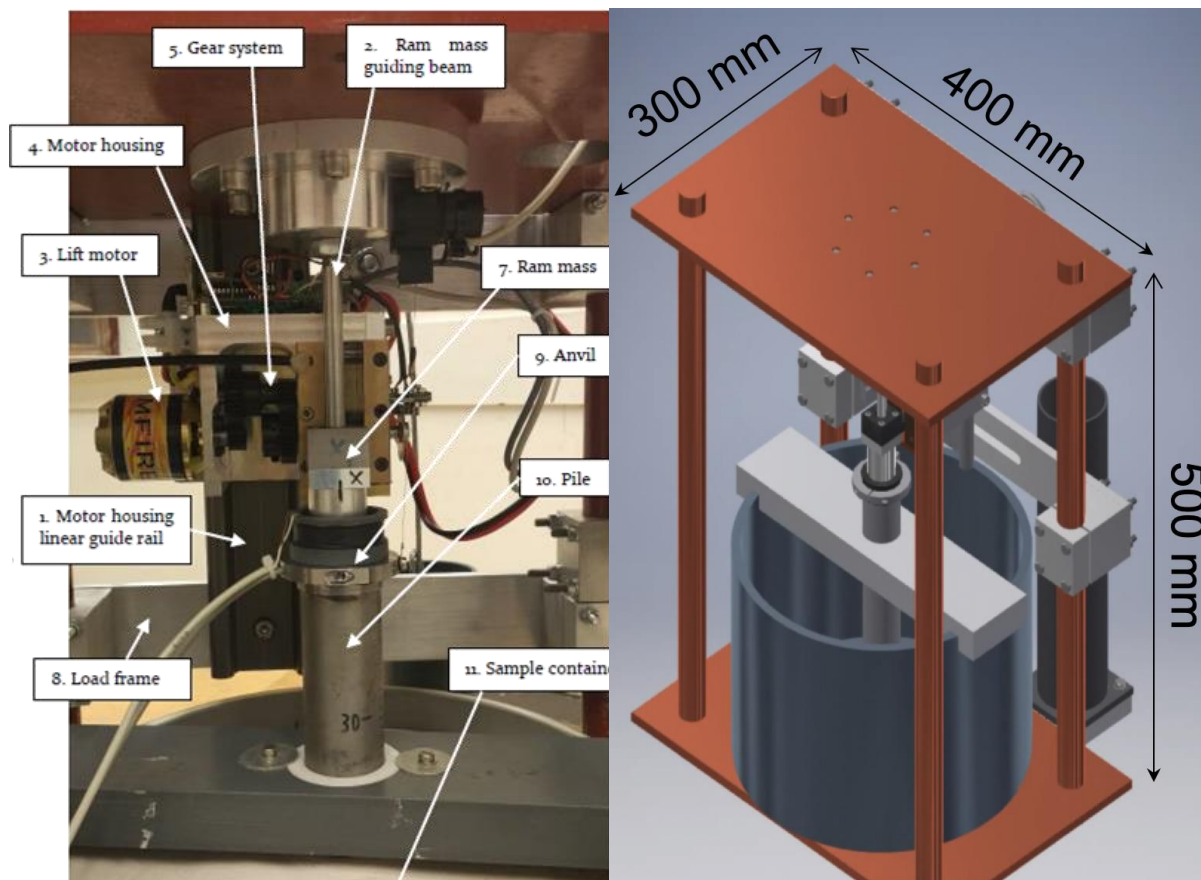 5. Gear system
2. Ram mass
guiding beam
4. Motor housing
3. Lift motor
7. Ram mass
9. Anvil
10. Pile
1. Motor housing
linear guide rail
8. Load frame
11. Sample containe
X
30
300 mm
400 mm
500 mm